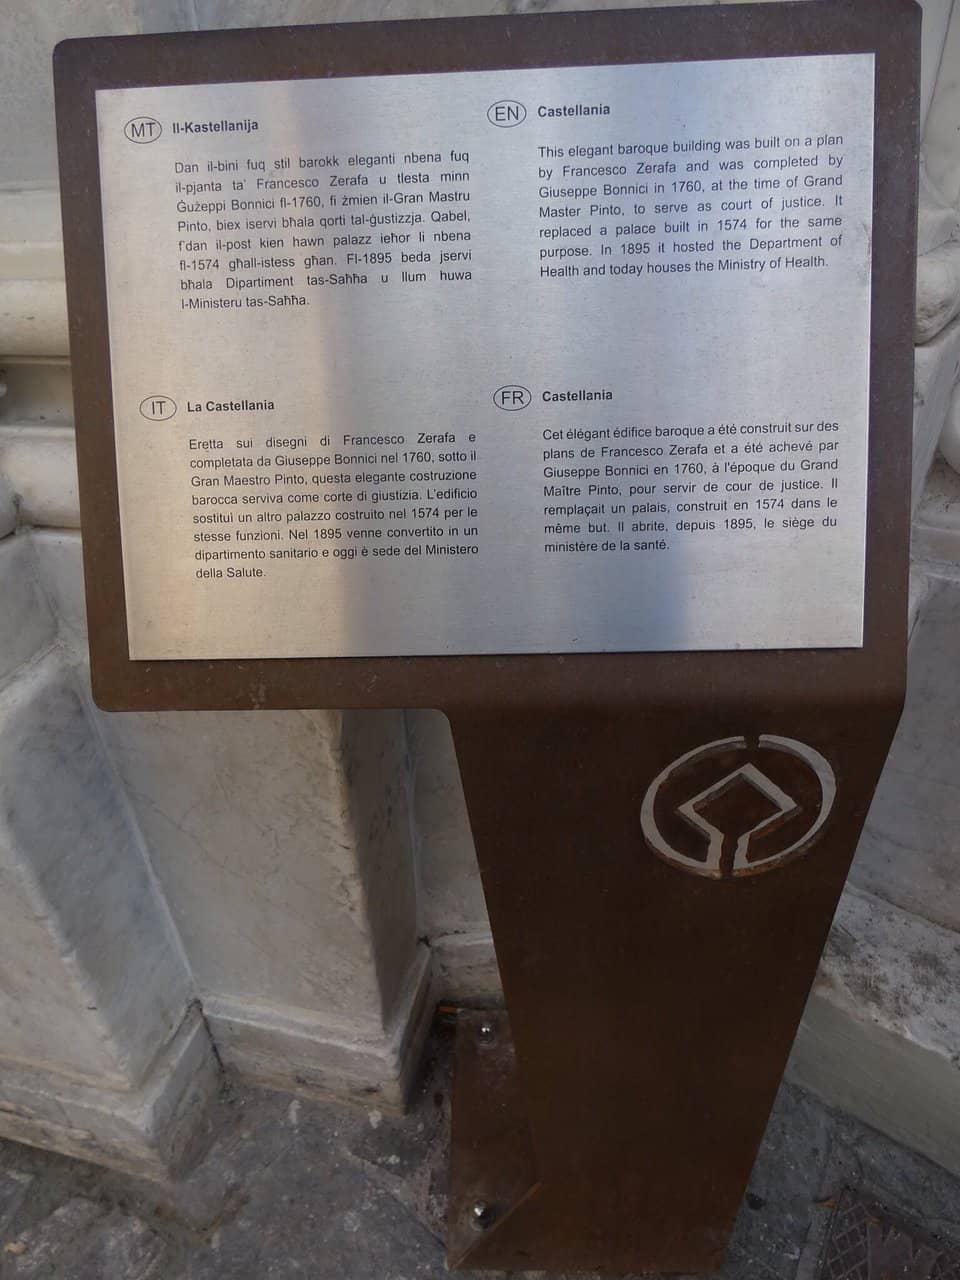 MT Il-Kastellanija
Dan il-bini fuq stil barokk eleganti nbena fuq
il-pjanta ta' Francesco Zerafa u tlesta minn
Ġużeppi Bonnici fl-1760, fi żmien il-Gran Mastru
Pinto, biex iservi bħala qorti tal-ġustizzja. Qabel,
f'dan il-post kien hawn palazz ieħor li nbena
fl-1574 għall-istess għan. Fl-1895 beda jservi
bħala Dipartiment tas-Saħħa u llum huwa
l-Ministeru tas-Saħħa.
EN Castellania
This elegant baroque building was built on a plan
by Francesco Zerafa and was completed by
Giuseppe Bonnici in 1760, at the time of Grand
Master Pinto, to serve as court of justice. It
replaced a palace built in 1574 for the same
purpose. In 1895 it hosted the Department of
Health and today houses the Ministry of Health.
IT La Castellania
Eretta sui disegni di Francesco Zerafa e
completata da Giuseppe Bonnici nel 1760, sotto il
Gran Maestro Pinto, questa elegante costruzione
barocca serviva come corte di giustizia. L'edificio
sostituì un altro palazzo costruito nel 1574 per le
stesse funzioni. Nel 1895 venne convertito in un
dipartimento sanitario e oggi è sede del Ministero
della Salute.
FR Castellania
Cet élégant édifice baroque a été construit sur des
plans de Francesco Zerafa et a été achevé par
Giuseppe Bonnici en 1760, à l'époque du Grand
Maître Pinto, pour servir de cour de justice. Il
remplaçait un palais, construit en 1574 dans le
même but. Il abrite, depuis 1895, le siège du
ministère de la santé.